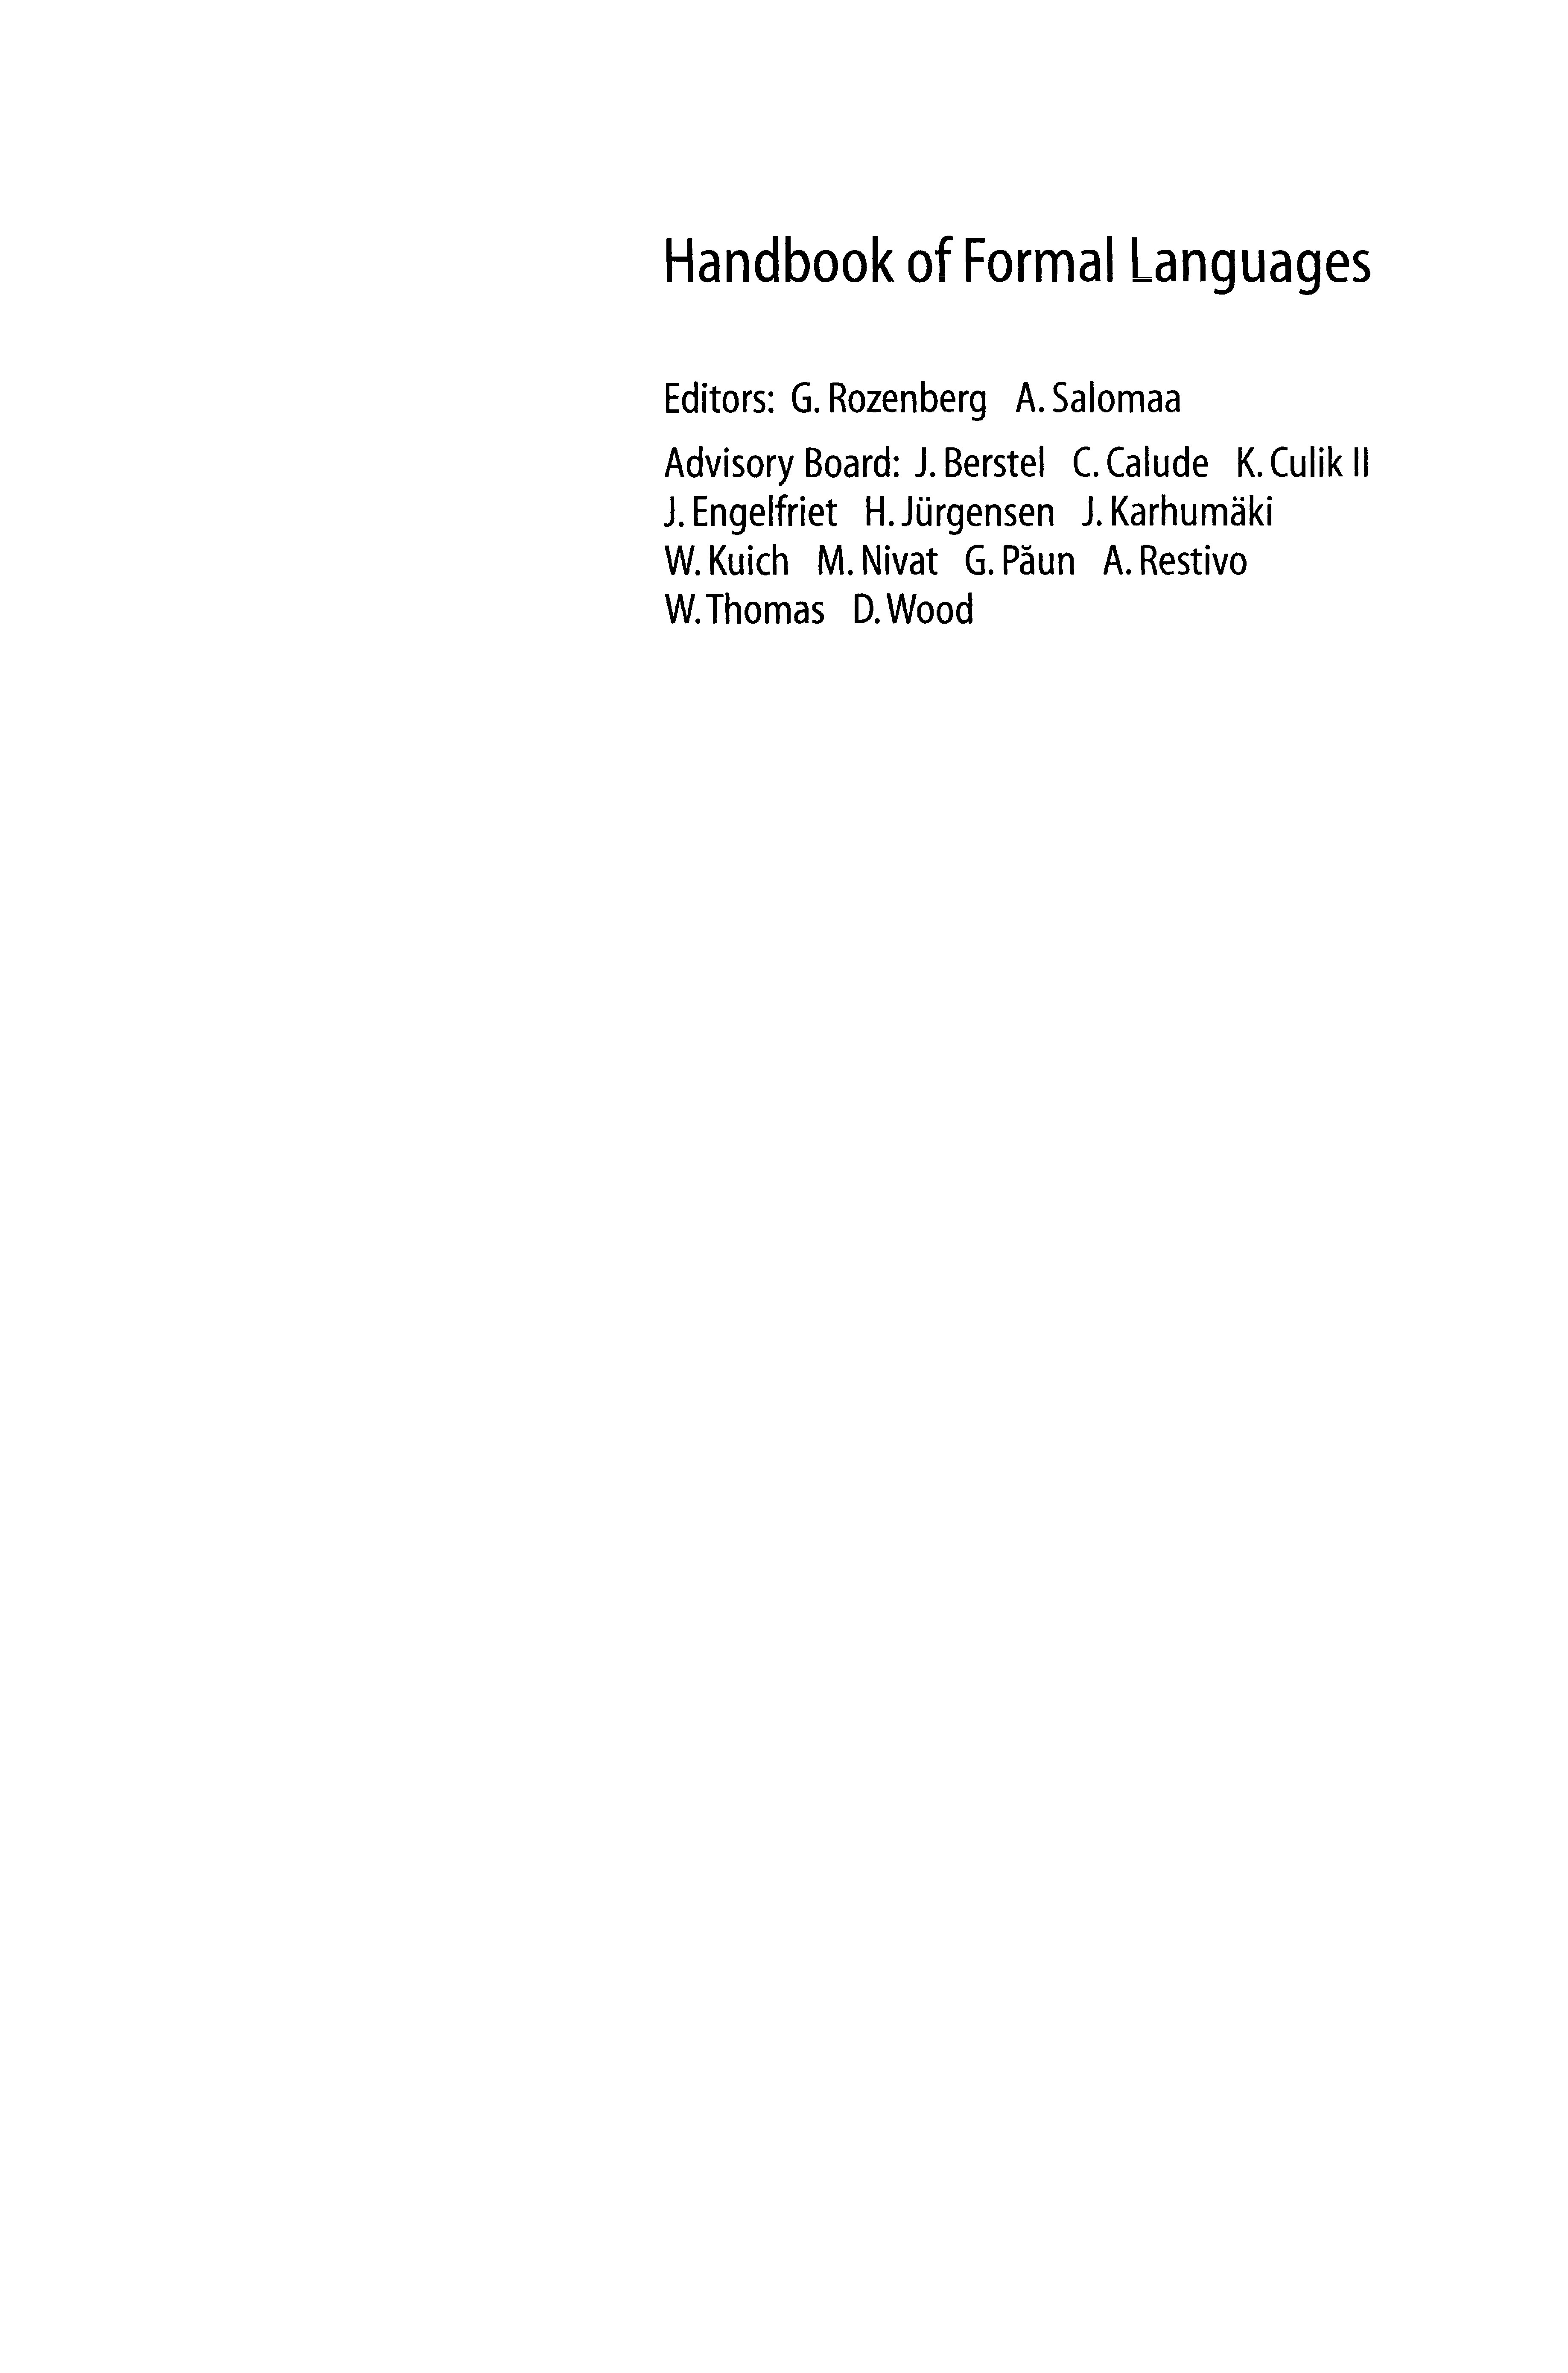 Handbook of Formal Languages
Editors: G. Rozenberg A. Salomaa
Advisory Board: J. Berstel C. Calude K. Culik II
J. Engelfriet H. Jürgensen J. Karhumäki
W. Kuich M. Nivat G. Păun A. Restivo
W. Thomas D. Wood